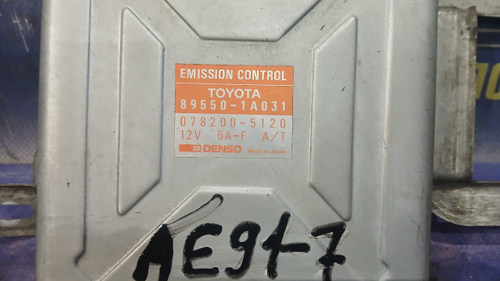 EMISSION CONTROL
TOYOTA
89550-1A031
078200-5120
12V 5A-F A/T
DENSO MADE IN JAPAN
AE91-7